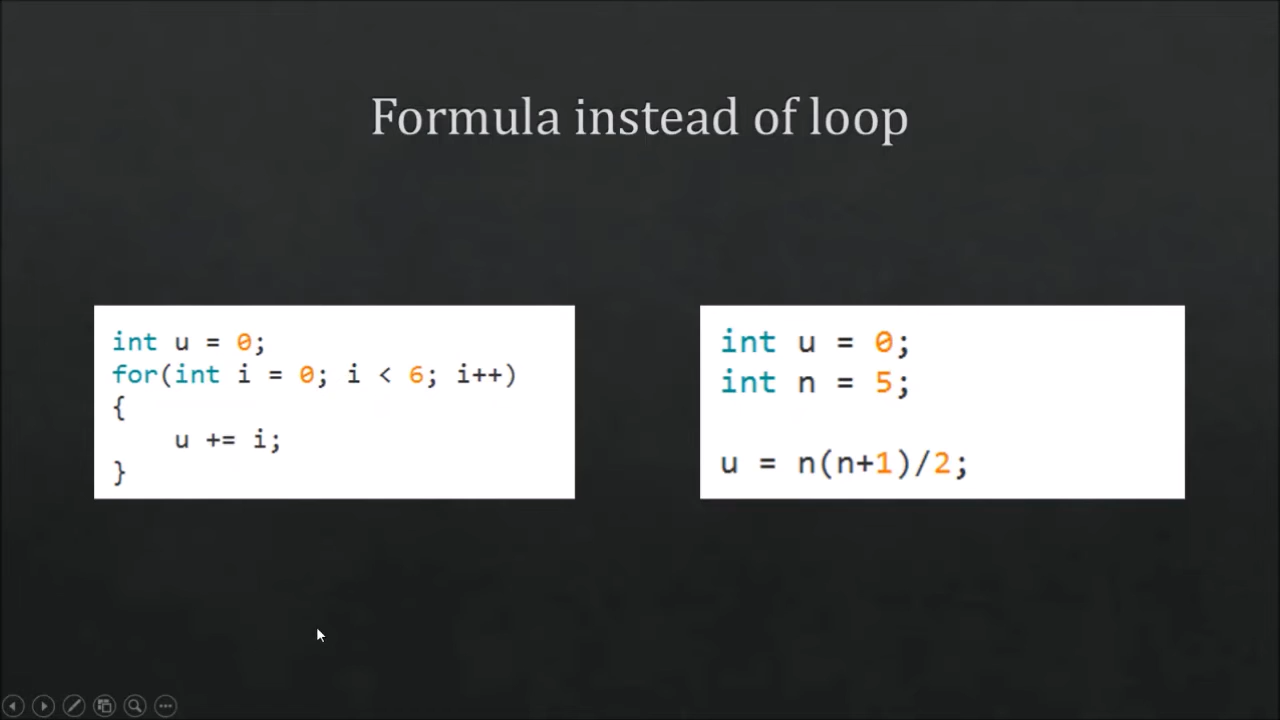 Formula instead of loop
int u = 0;
for(int i = 0; i < 6; i++)
{
    u += i;
}
int u = 0;
int n = 5;
u = n(n+1)/2;